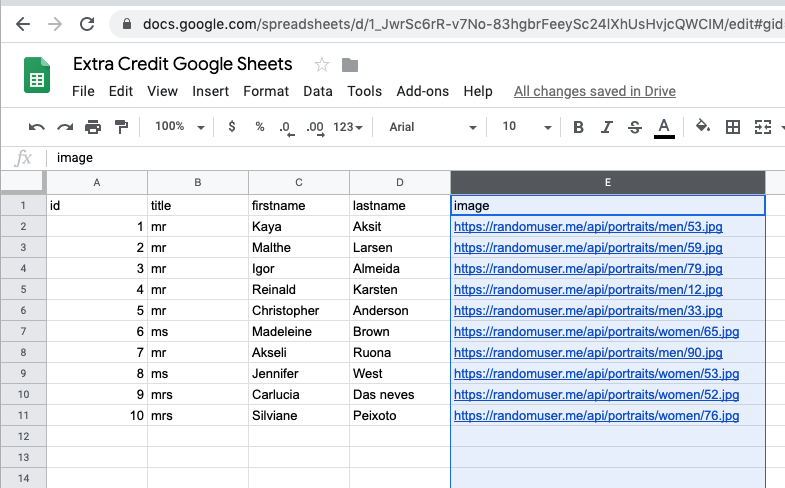 docs.google.com/spreadsheets/d/1_JwrSc6rR-v7No-83hgbrFeeySc24lXhUsHvjcQWCIM/edit#gid
Extra Credit Google Sheets
File Edit View Insert Format Data Tools Add-ons Help All changes saved in Drive
100% $ % .0 .00 123 Arial 10 B I S A
fx image
A B C D E
1 id title firstname lastname image
2 1 mr Kaya Aksit https://randomuser.me/api/portraits/men/53.jpg
3 2 mr Malthe Larsen https://randomuser.me/api/portraits/men/59.jpg
4 3 mr Igor Almeida https://randomuser.me/api/portraits/men/79.jpg
5 4 mr Reinald Karsten https://randomuser.me/api/portraits/men/12.jpg
6 5 mr Christopher Anderson https://randomuser.me/api/portraits/men/33.jpg
7 6 ms Madeleine Brown https://randomuser.me/api/portraits/women/65.jpg
8 7 mr Akseli Ruona https://randomuser.me/api/portraits/men/90.jpg
9 8 ms Jennifer West https://randomuser.me/api/portraits/women/53.jpg
10 9 mrs Carlucia Das neves https://randomuser.me/api/portraits/women/52.jpg
11 10 mrs Silviane Peixoto https://randomuser.me/api/portraits/women/76.jpg
12
13
14